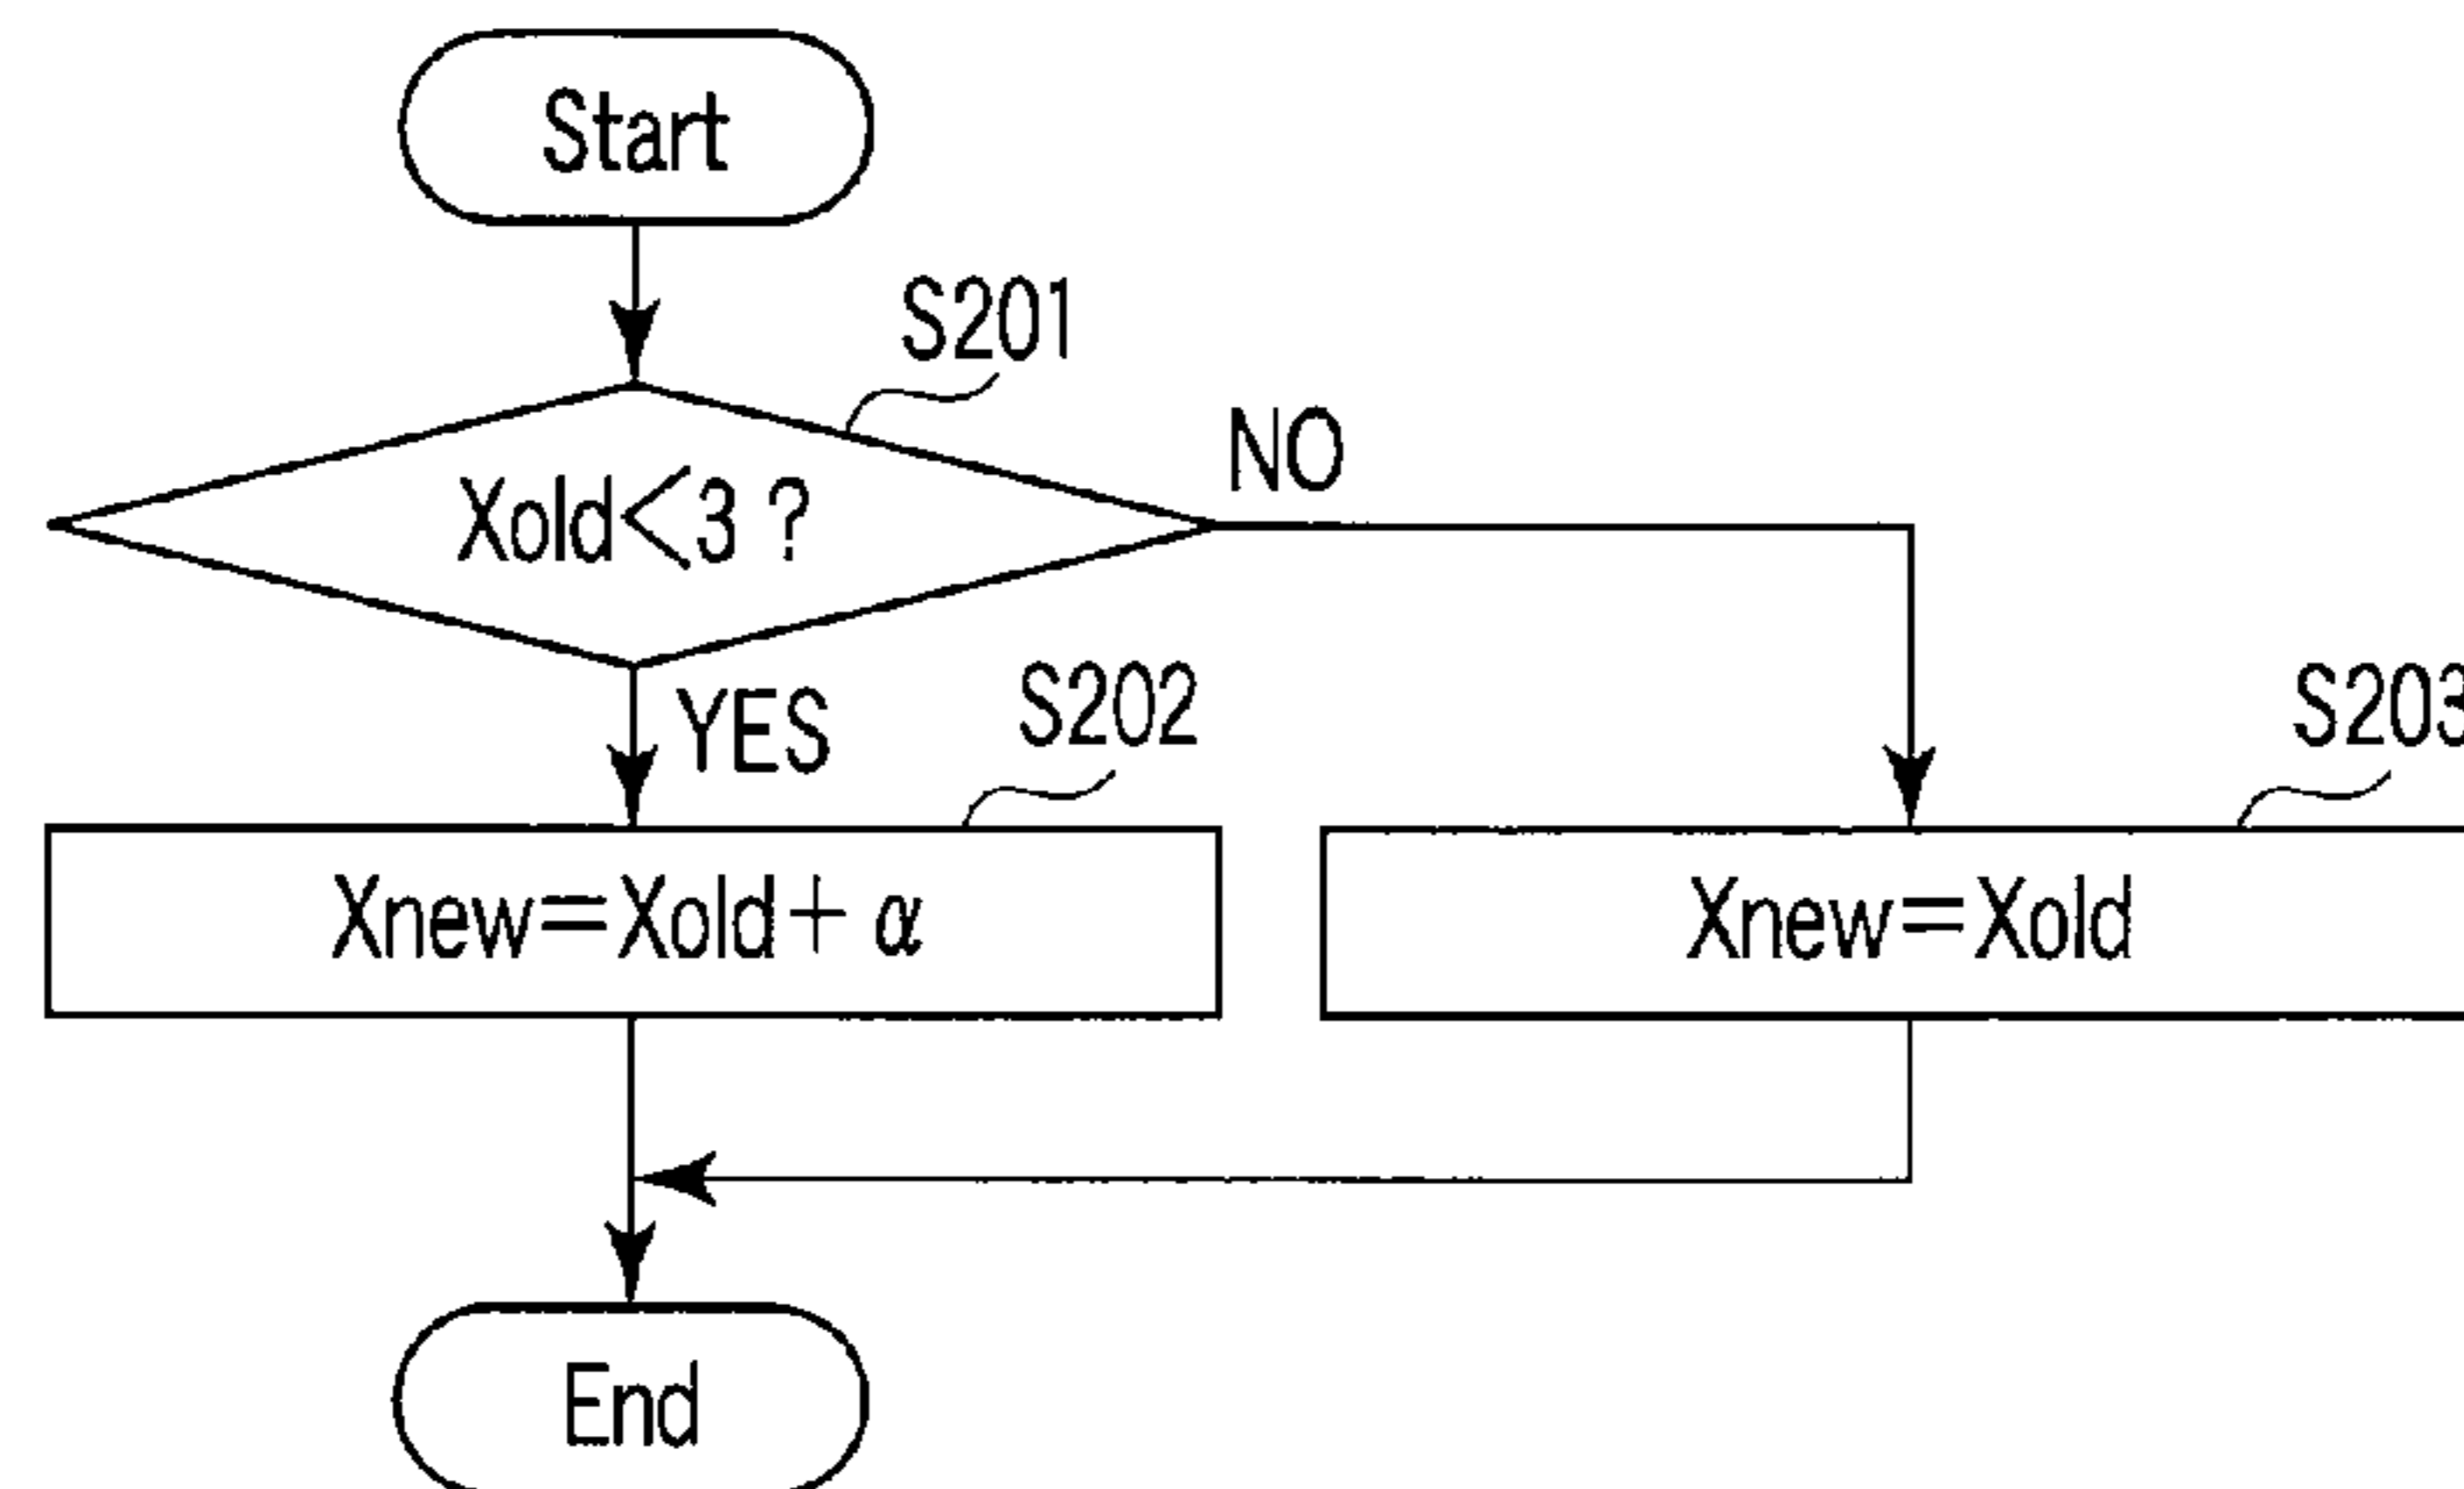 Start
S201
Xold<3 ?
NO
YES
S202
S203
Xnew=Xold+ α
Xnew=Xold
End